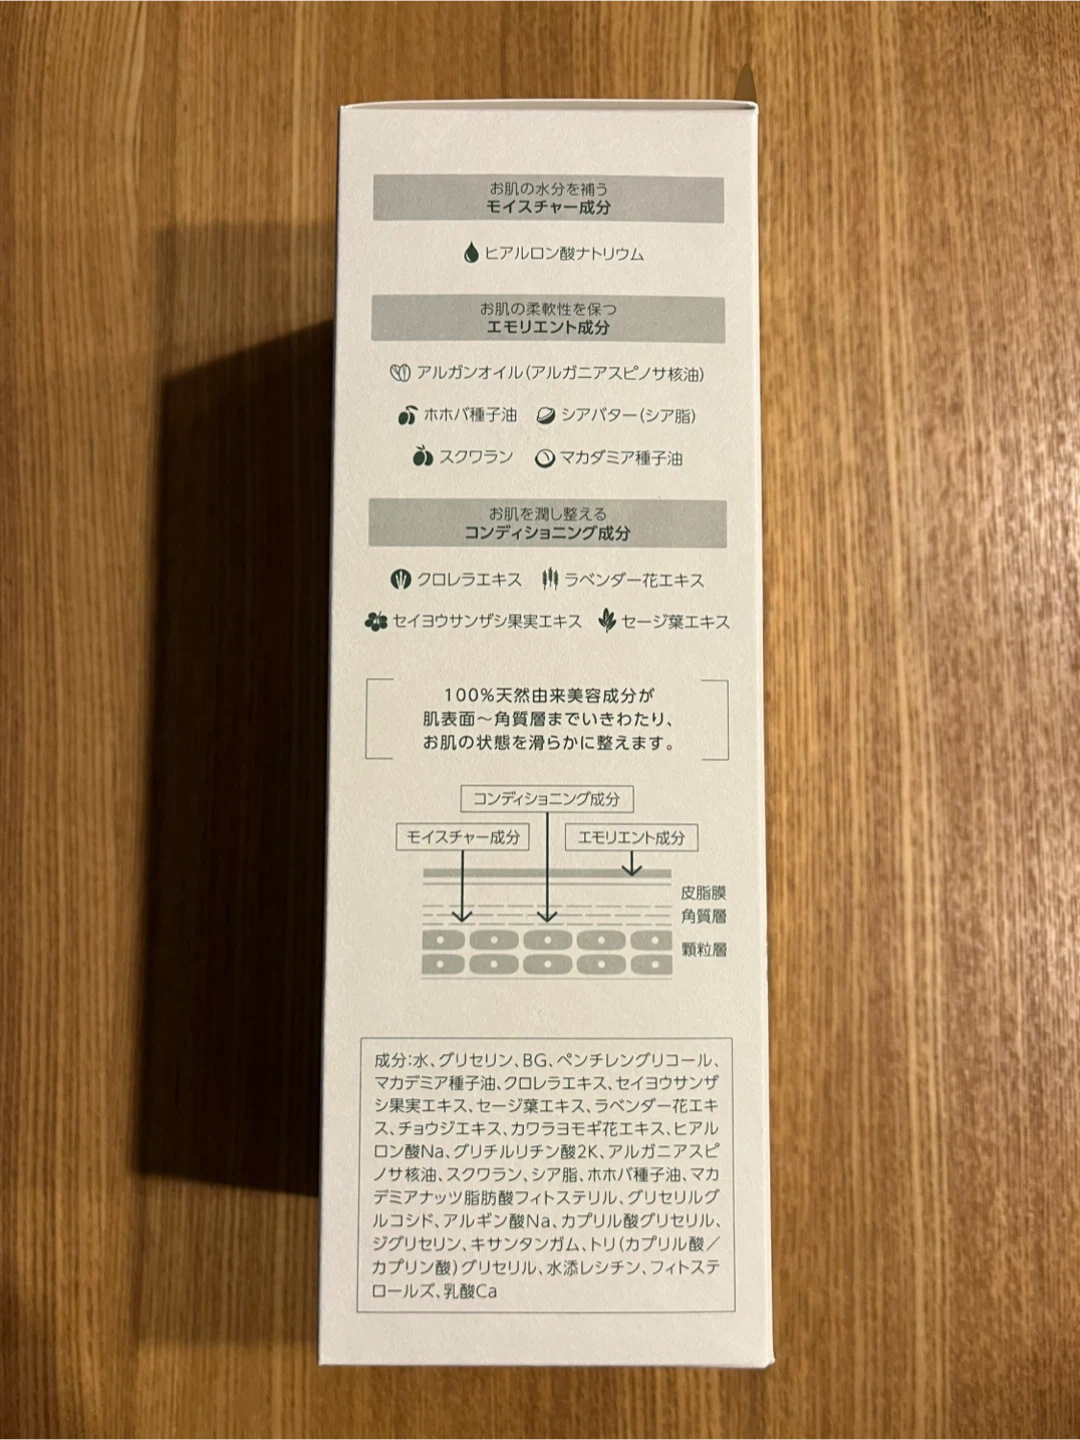 お肌の水分を補う
モイスチャー成分
ヒアルロン酸ナトリウム
お肌の柔軟性を保つ
エモリエント成分
アルガンオイル(アルガニアスピノサ核油)
ホホバ種子油 シアバター(シア脂)
スクワラン マカダミア種子油
お肌を潤し整える
コンディショニング成分
クロレラエキス ラベンダー花エキス
セイヨウサンザシ果実エキス セージ葉エキス
100%天然由来美容成分が
肌表面〜角質層までいきわたり、
お肌の状態を滑らかに整えます。
コンディショニング成分
モイスチャー成分 エモリエント成分
皮脂膜
角質層
顆粒層
成分:水、グリセリン、BG、ペンチレングリコール、
マカデミア種子油、クロレラエキス、セイヨウサンザ
シ果実エキス、セージ葉エキス、ラベンダー花エキ
ス、チョウジエキス、カワラヨモギ花エキス、ヒアル
ロン酸Na、グリチルリチン酸2K、アルガニアスピ
ノサ核油、スクワラン、シア脂、ホホバ種子油、マカ
デミアナッツ脂肪酸フィトステリル、グリセリルグ
ルコシド、アルギン酸Na、カプリル酸グリセリル、
ジグリセリン、キサンタンガム、トリ(カプリル酸/
カプリン酸)グリセリル、水添レシチン、フィトステ
ロールズ、乳酸Ca